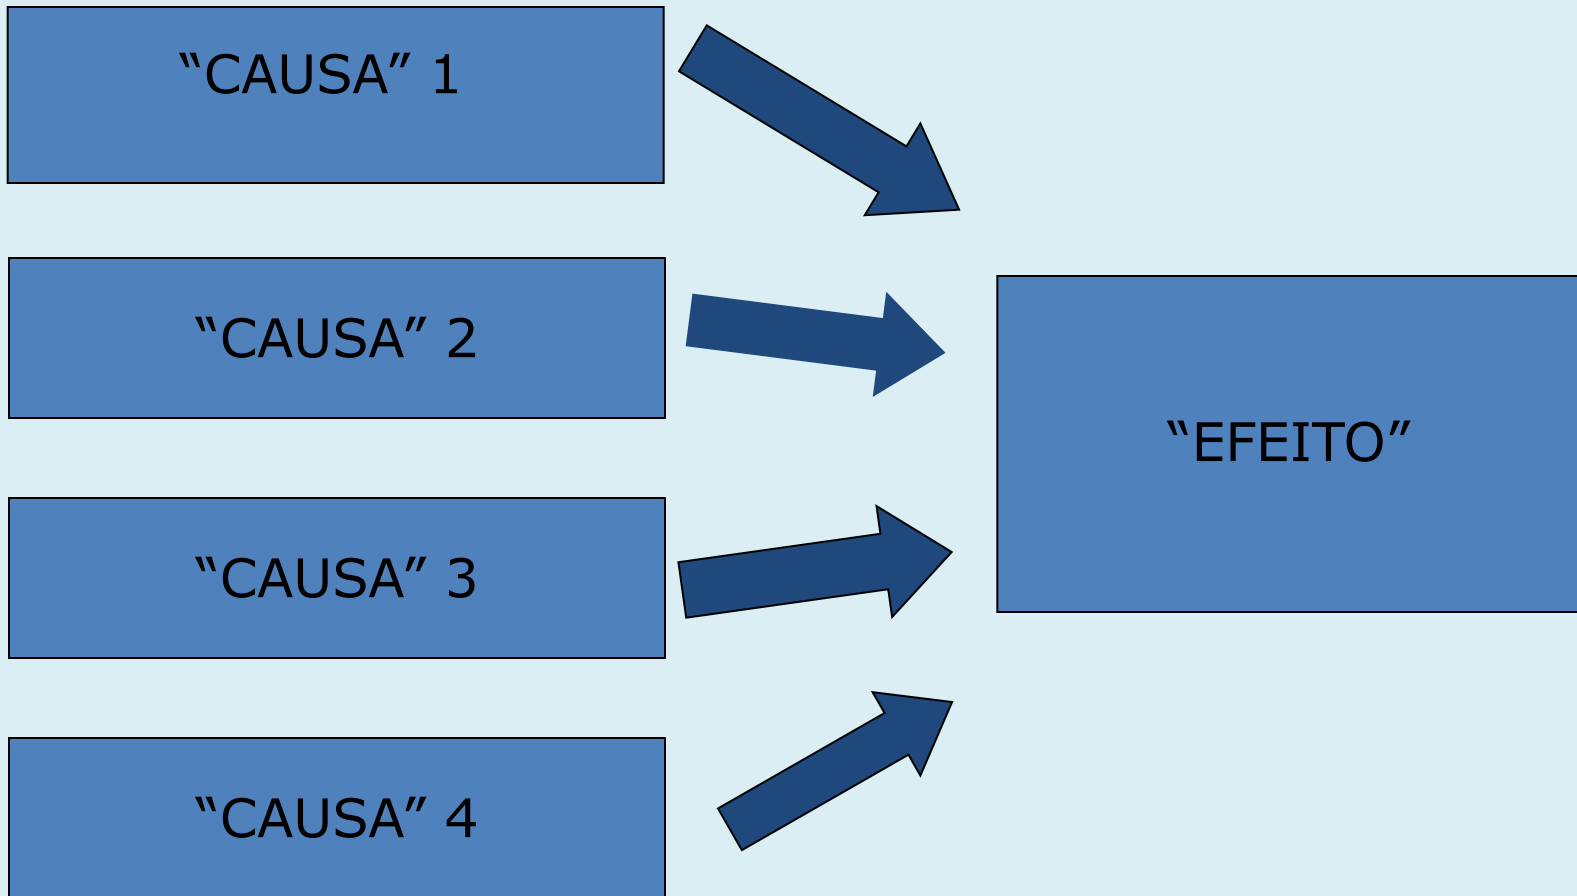 “CAUSA” 1
“CAUSA” 2
“EFEITO”
“CAUSA” 3
“CAUSA” 4